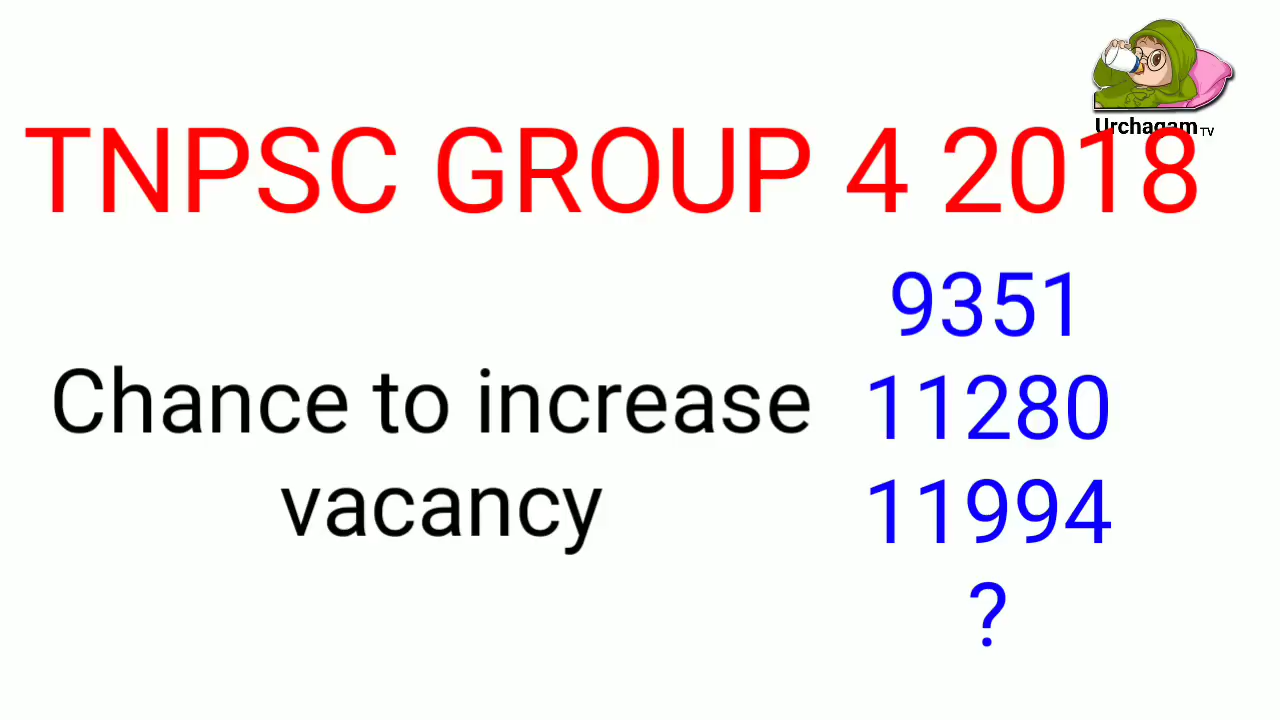 Urchagam TV
TNPSC GROUP 4 2018
9351
Chance to increase 11280
vacancy 11994
?